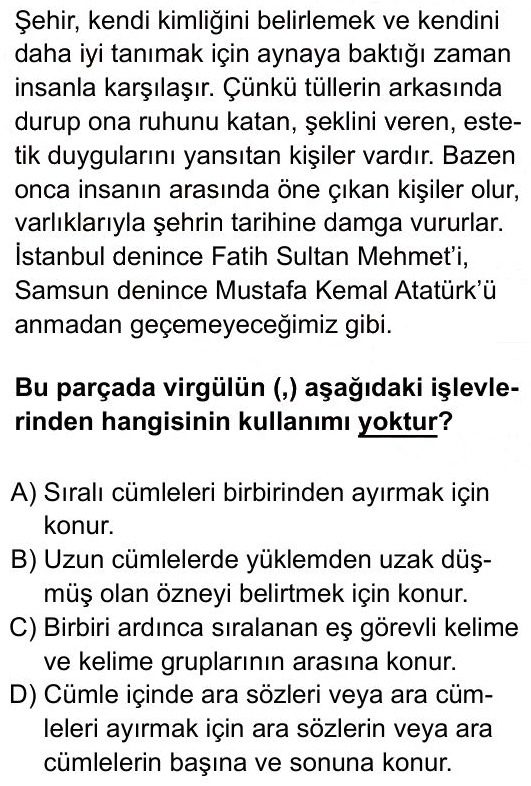 Şehir, kendi kimliğini belirlemek ve kendini
daha iyi tanımak için aynaya baktığı zaman
insanla karşılaşır. Çünkü tüllerin arkasında
durup ona ruhunu katan, şeklini veren, este-
tik duygularını yansıtan kişiler vardır. Bazen
onca insanın arasında öne çıkan kişiler olur,
varlıklarıyla şehrin tarihine damga vururlar.
İstanbul denince Fatih Sultan Mehmet’i,
Samsun denince Mustafa Kemal Atatürk’ü
anmadan geçemeyeceğimiz gibi.
Bu parçada virgülün (,) aşağıdaki işlevle-
rinden hangisinin kullanımı yoktur?
A) Sıralı cümleleri birbirinden ayırmak için
konur.
B) Uzun cümlelerde yüklemden uzak düş-
müş olan özneyi belirtmek için konur.
C) Birbiri ardınca sıralanan eş görevli kelime
ve kelime gruplarının arasına konur.
D) Cümle içinde ara sözleri veya ara cüm-
leleri ayırmak için ara sözlerin veya ara
cümlelerin başına ve sonuna konur.